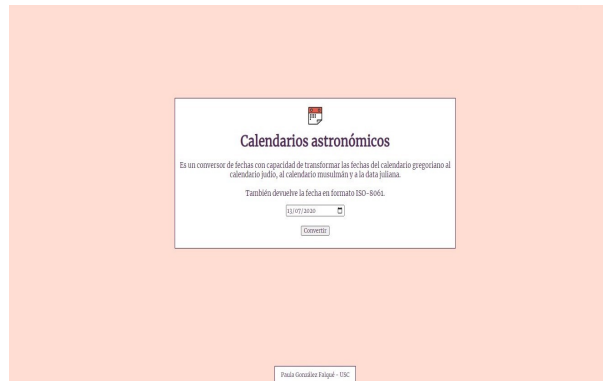 Calendarios astronómicos
Es un conversor de fechas con capacidad de transformar las fechas del calendario gregoriano al
calendario judío, al calendario musulmán y a la data juliana.
También devuelve la fecha en formato ISO-8061.
13/07/2020
Convertir
Paula González Faiqué - USC